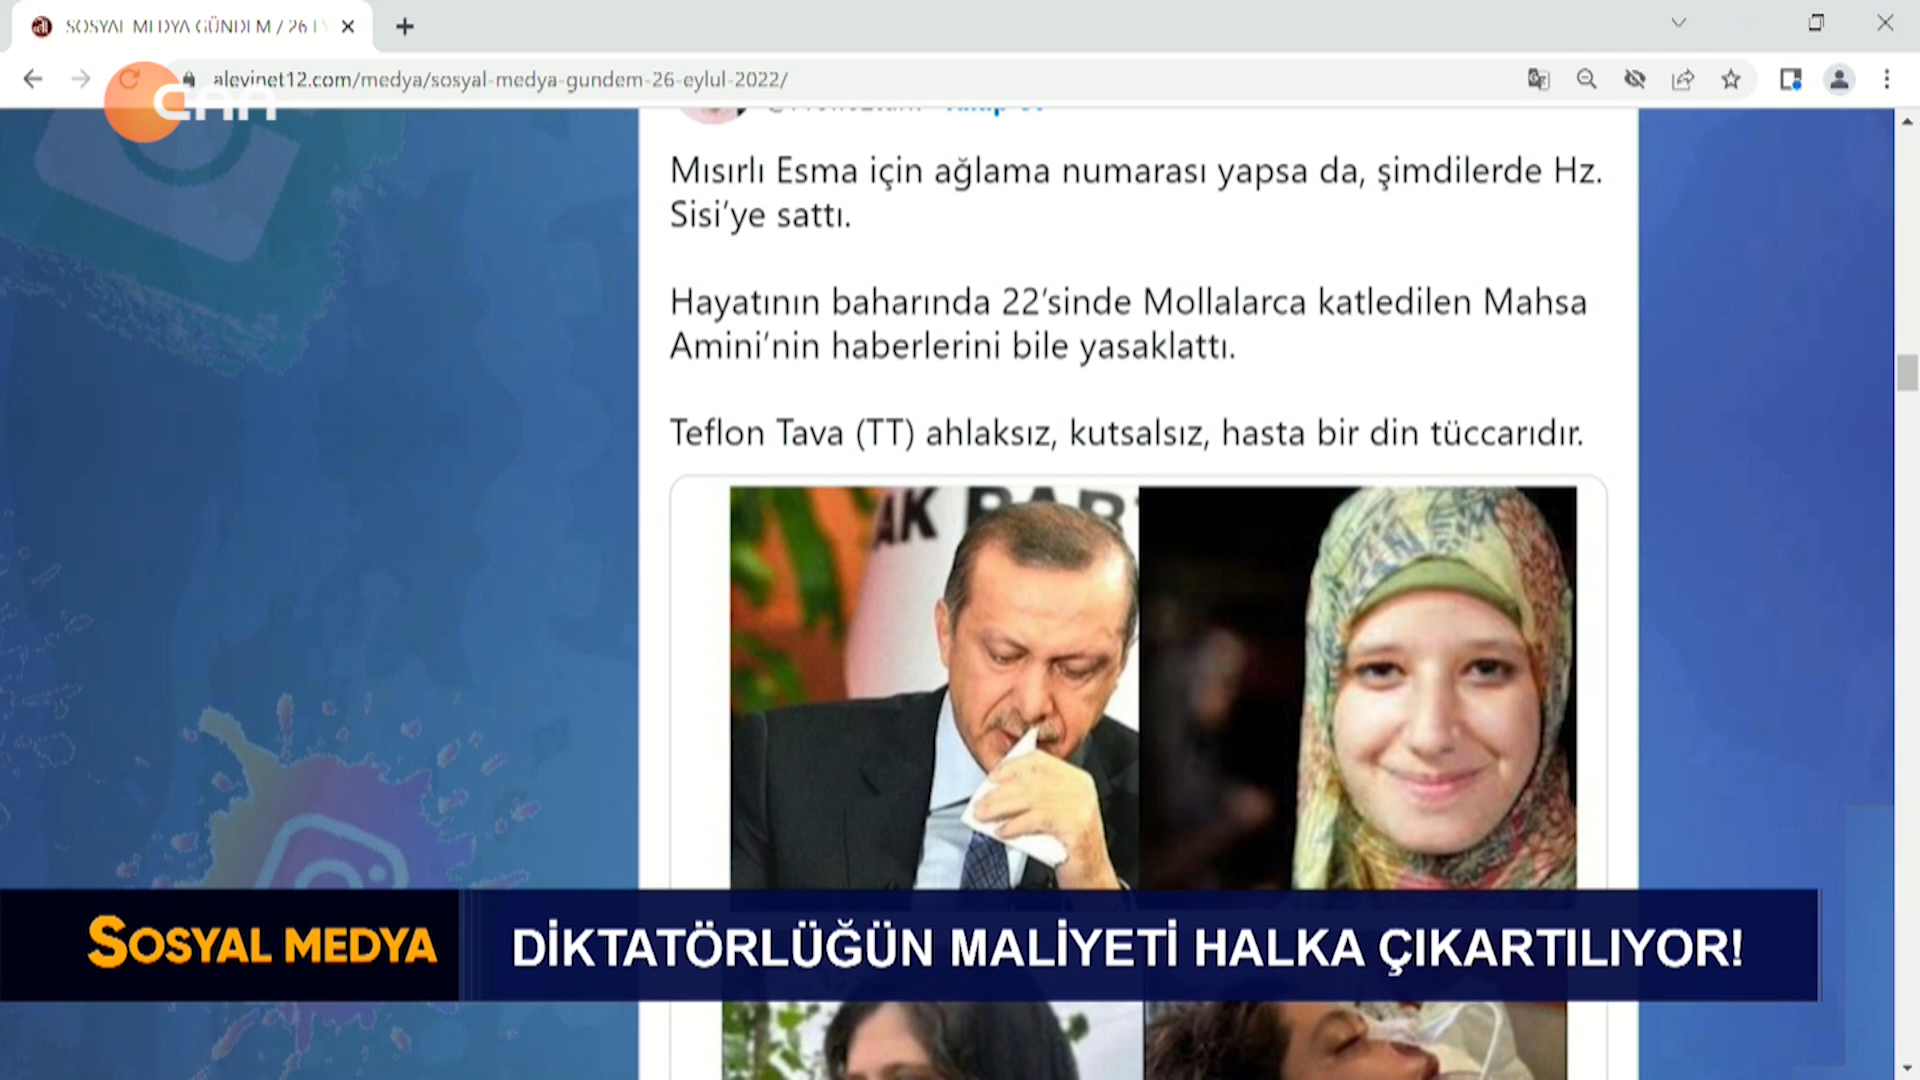 SOSYAL MEDYA GÜNDEM / 26
alevinet12.com/medya/sosyal-medya-gundem-26-eylul-2022/
can
Mısırlı Esma için ağlama numarası yapsa da, şimdilerde Hz.
Sisi’ye sattı.
Hayatının baharında 22’sinde Mollalarca katledilen Mahsa
Amini’nin haberlerini bile yasaklattı.
Teflon Tava (TT) ahlaksız, kutsalsız, hasta bir din tüccarıdır.
AK PART
SOSYAL MEDYA
DİKTATÖRLÜĞÜN MALİYETİ HALKA ÇIKARTILIYOR!